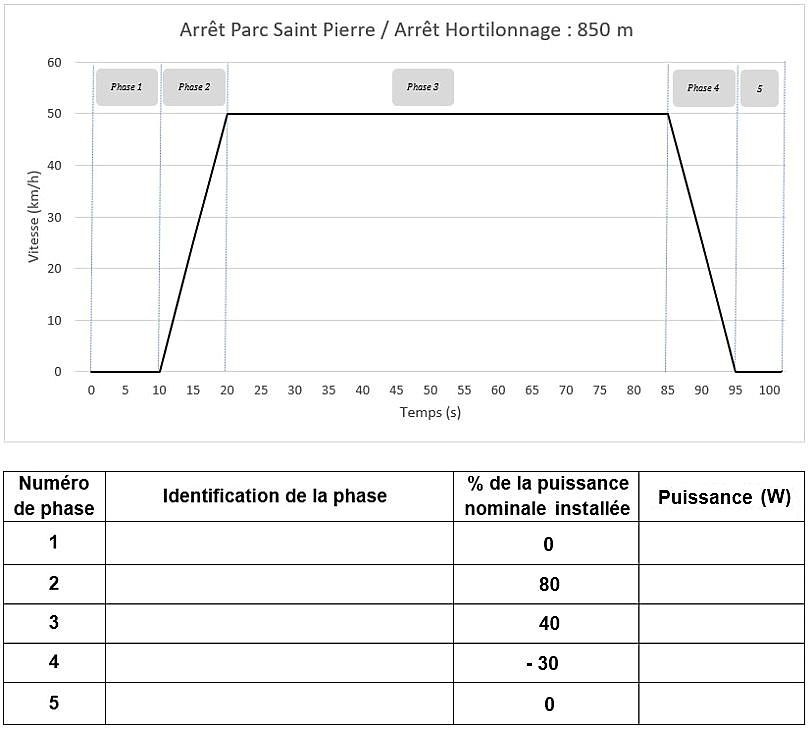 Arrêt Parc Saint Pierre / Arrêt Hortilonnage : 850 m
60
50
40
30
20
10
0
Vitesse (km/h)
Phase 1
Phase 2
Phase 3
Phase 4
5
0 5 10 15 20 25 30 35 40 45 50 55 60 65 70 75 80 85 90 95 100
Temps (s)
Numéro de phase
Identification de la phase
% de la puissance nominale installée
Puissance (W)
1 0
2 80
3 40
4 - 30
5 0